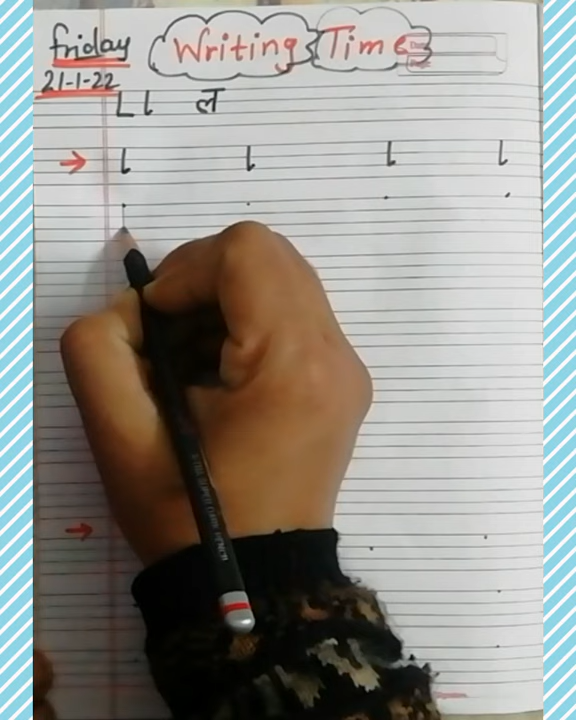 friday Writing Time
21-1-22
L l ल
→ l l l l
→